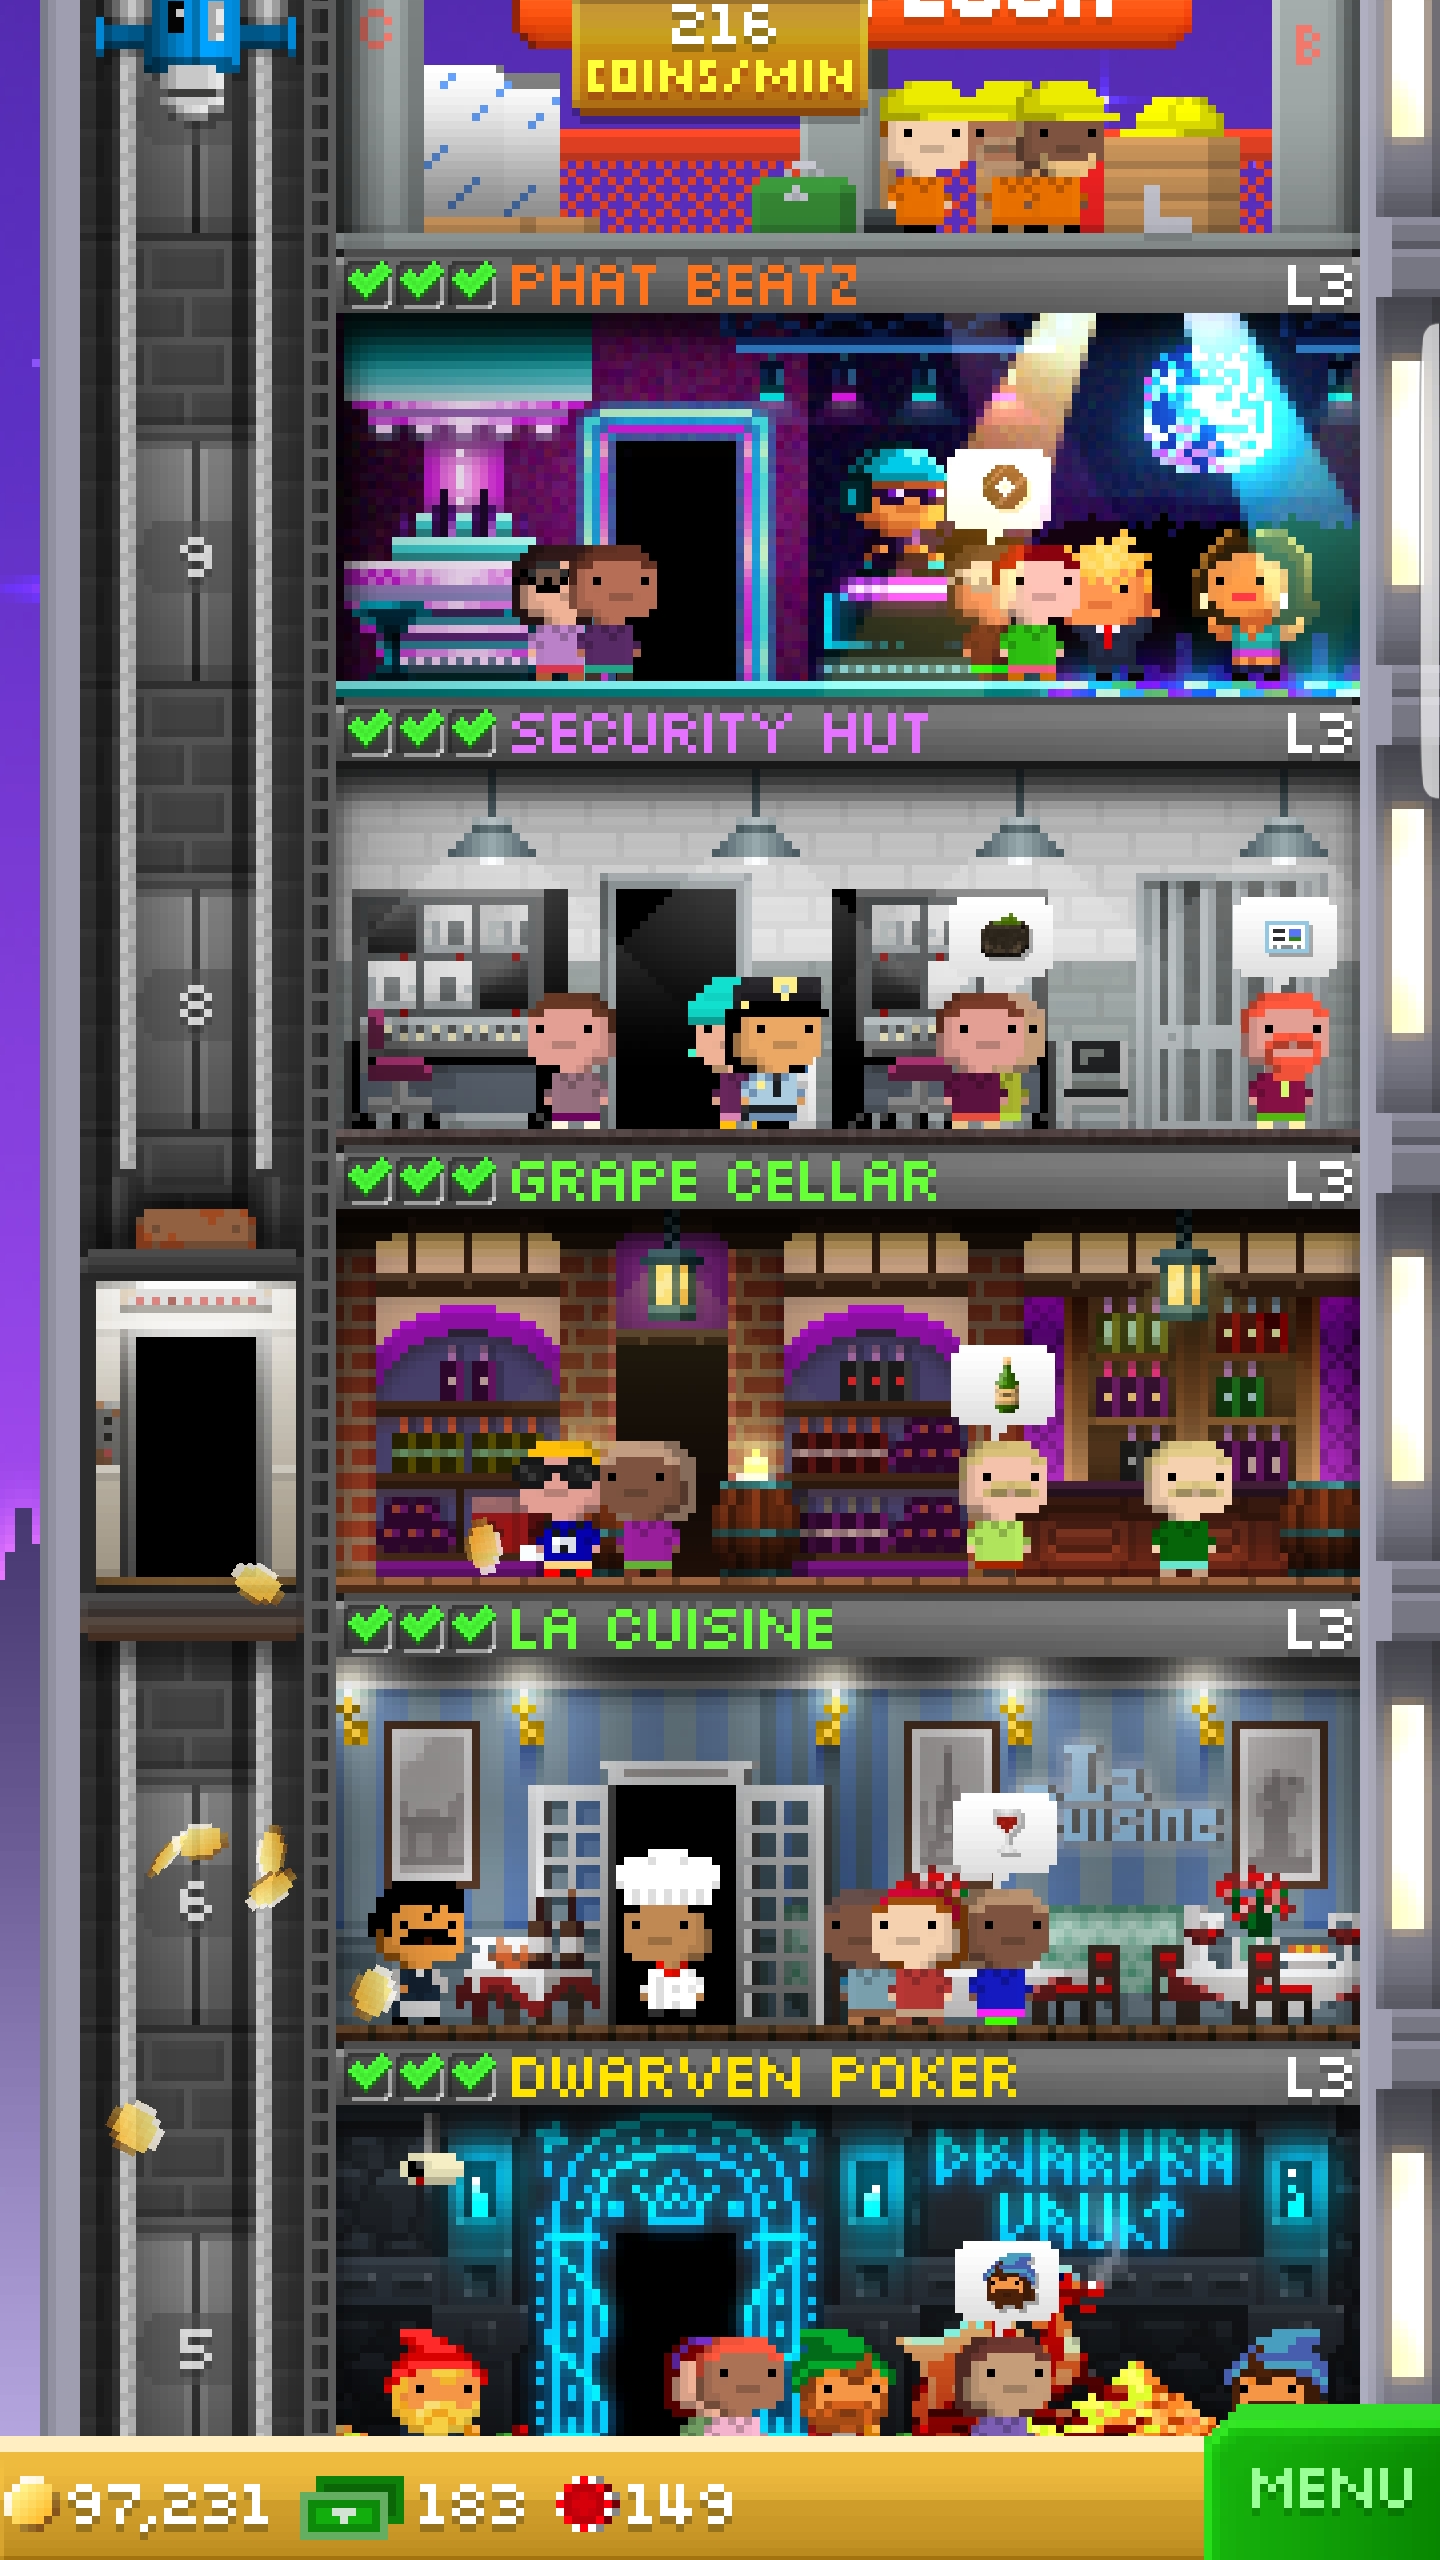 C
216
COINS/MIN
B
PHAT BEATZ L3
9
SECURITY HUT L3
8
GRAPE CELLAR L3
LA CUISINE L3
La
Cuisine
6
DWARVEN POKER L3
DWARVEN
VAULT
5
97,231 183 149
MENU